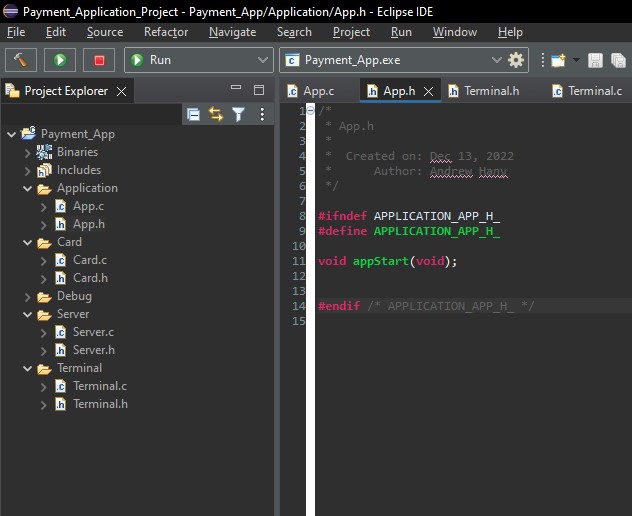 Payment_Application_Project - Payment_App/Application/App.h - Eclipse IDE
File Edit Source Refactor Navigate Search Project Run Window Help
Run Payment_App.exe
Project Explorer
Payment_App
Binaries
Includes
Application
App.c
App.h
Card
Card.c
Card.h
Debug
Server
Server.c
Server.h
Terminal
Terminal.c
Terminal.h
App.c App.h Terminal.h Terminal.c
1 /*
2 * App.h
3 *
4 * Created on: Dec 13, 2022
5 * Author: Andrew Hany
6 */
7
8 #ifndef APPLICATION_APP_H_
9 #define APPLICATION_APP_H_
10
11 void appStart(void);
12
13
14 #endif /* APPLICATION_APP_H_ */
15